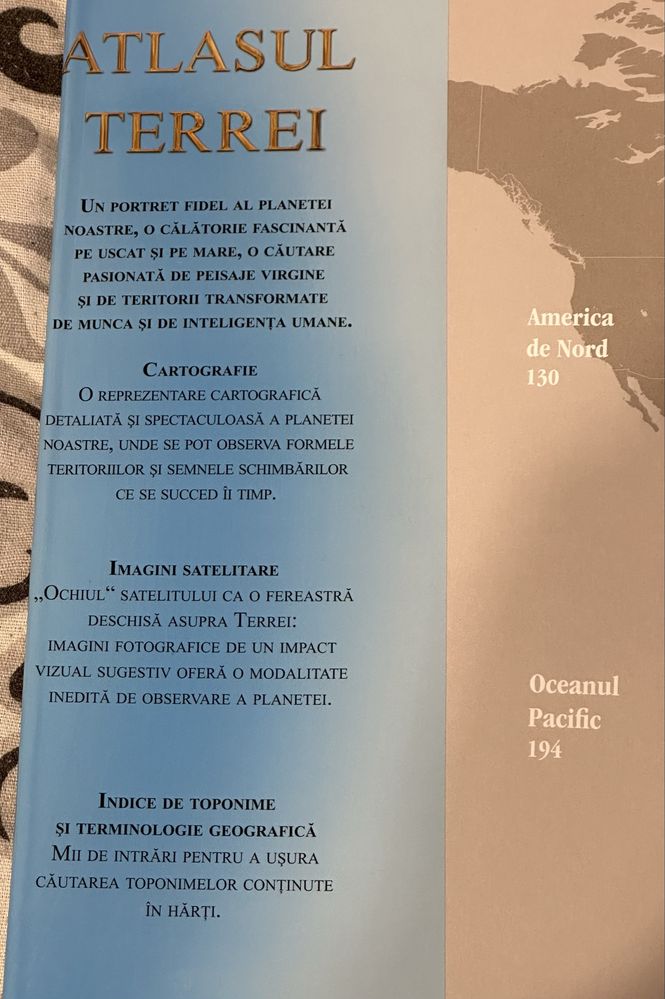 ATLASUL
TERREI
UN PORTRET FIDEL AL PLANETEI
NOASTRE, O CĂLĂTORIE FASCINANTĂ
PE USCAT ŞI PE MARE, O CĂUTARE
PASIONATĂ DE PEISAJE VIRGINE
ŞI DE TERITORII TRANSFORMATE
DE MUNCA ŞI DE INTELIGENŢA UMANE.
CARTOGRAFIE
O REPREZENTARE CARTOGRAFICĂ
DETALIATĂ ŞI SPECTACULOASĂ A PLANETEI
NOASTRE, UNDE SE POT OBSERVA FORMELE
TERITORIILOR ŞI SEMNELE SCHIMBĂRILOR
CE SE SUCCED ÎI TIMP.
IMAGINI SATELITARE
„OCHIUL“ SATELITULUI CA O FEREASTRĂ
DESCHISĂ ASUPRA TERREI:
IMAGINI FOTOGRAFICE DE UN IMPACT
VIZUAL SUGESTIV OFERĂ O MODALITATE
INEDITĂ DE OBSERVARE A PLANETEI.
INDICE DE TOPONIME
ŞI TERMINOLOGIE GEOGRAFICĂ
MII DE INTRĂRI PENTRU A UŞURA
CĂUTAREA TOPONIMELOR CONŢINUTE
ÎN HĂRŢI.
America
de Nord
130
Oceanul
Pacific
194